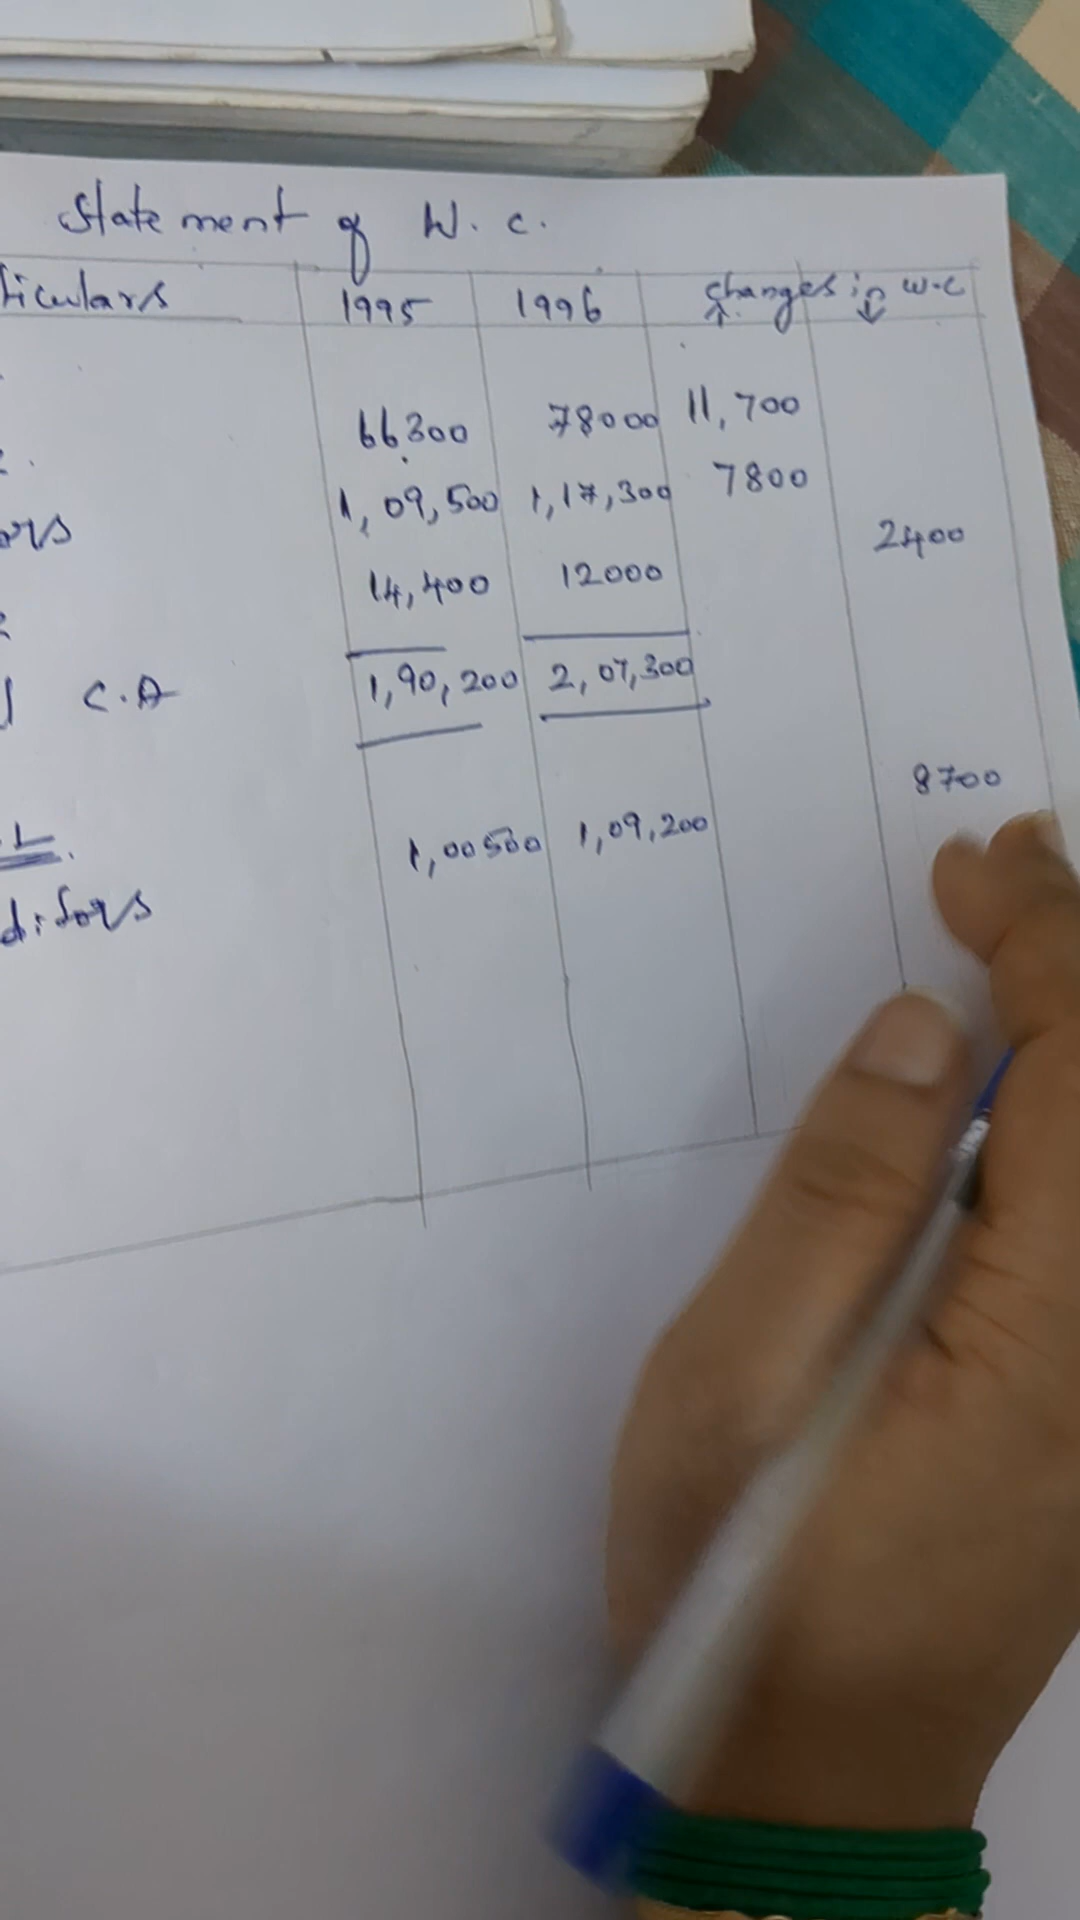 Statement of W.C.
ticulars 1995 1996 changes in W.C
↑ ↓
66300 78000 11,700
1,09,500 1,17,300 7800
ors 2400
14,400 12000
C.A 1,90,200 2,07,300
8700
L. 1,00500 1,09,200
ditors